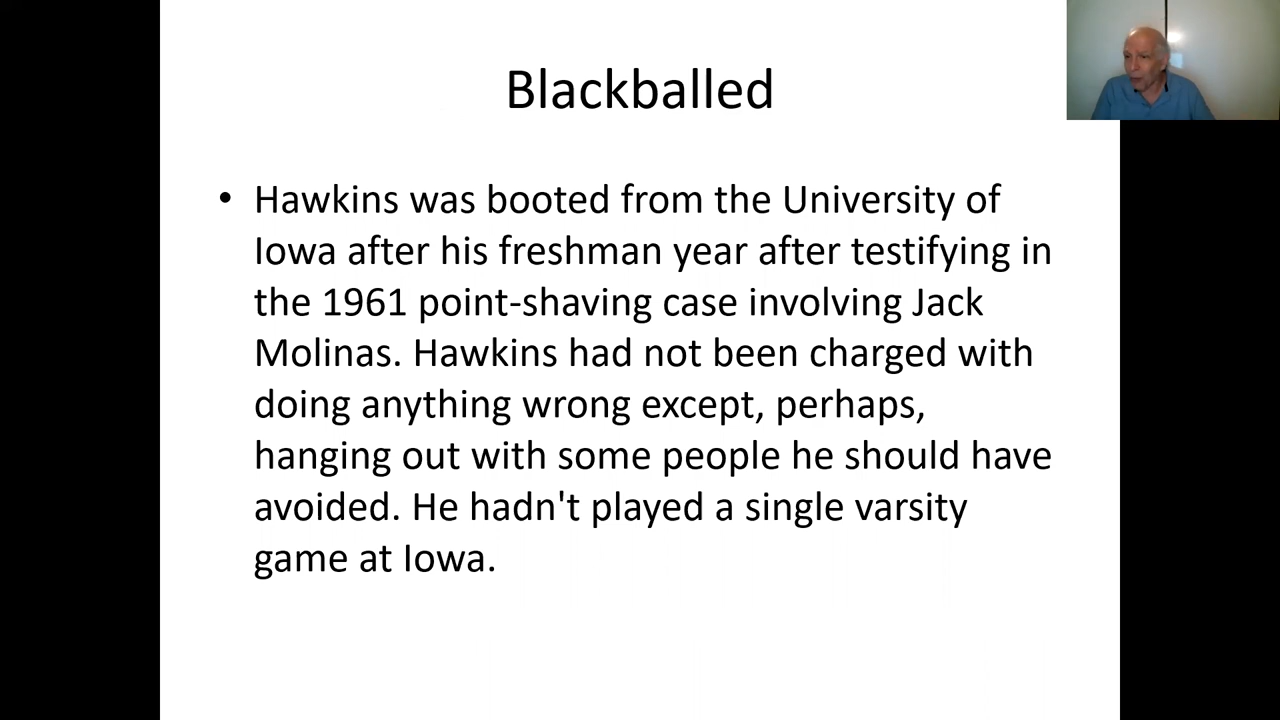 Blackballed
• Hawkins was booted from the University of
Iowa after his freshman year after testifying in
the 1961 point-shaving case involving Jack
Molinas. Hawkins had not been charged with
doing anything wrong except, perhaps,
hanging out with some people he should have
avoided. He hadn't played a single varsity
game at Iowa.